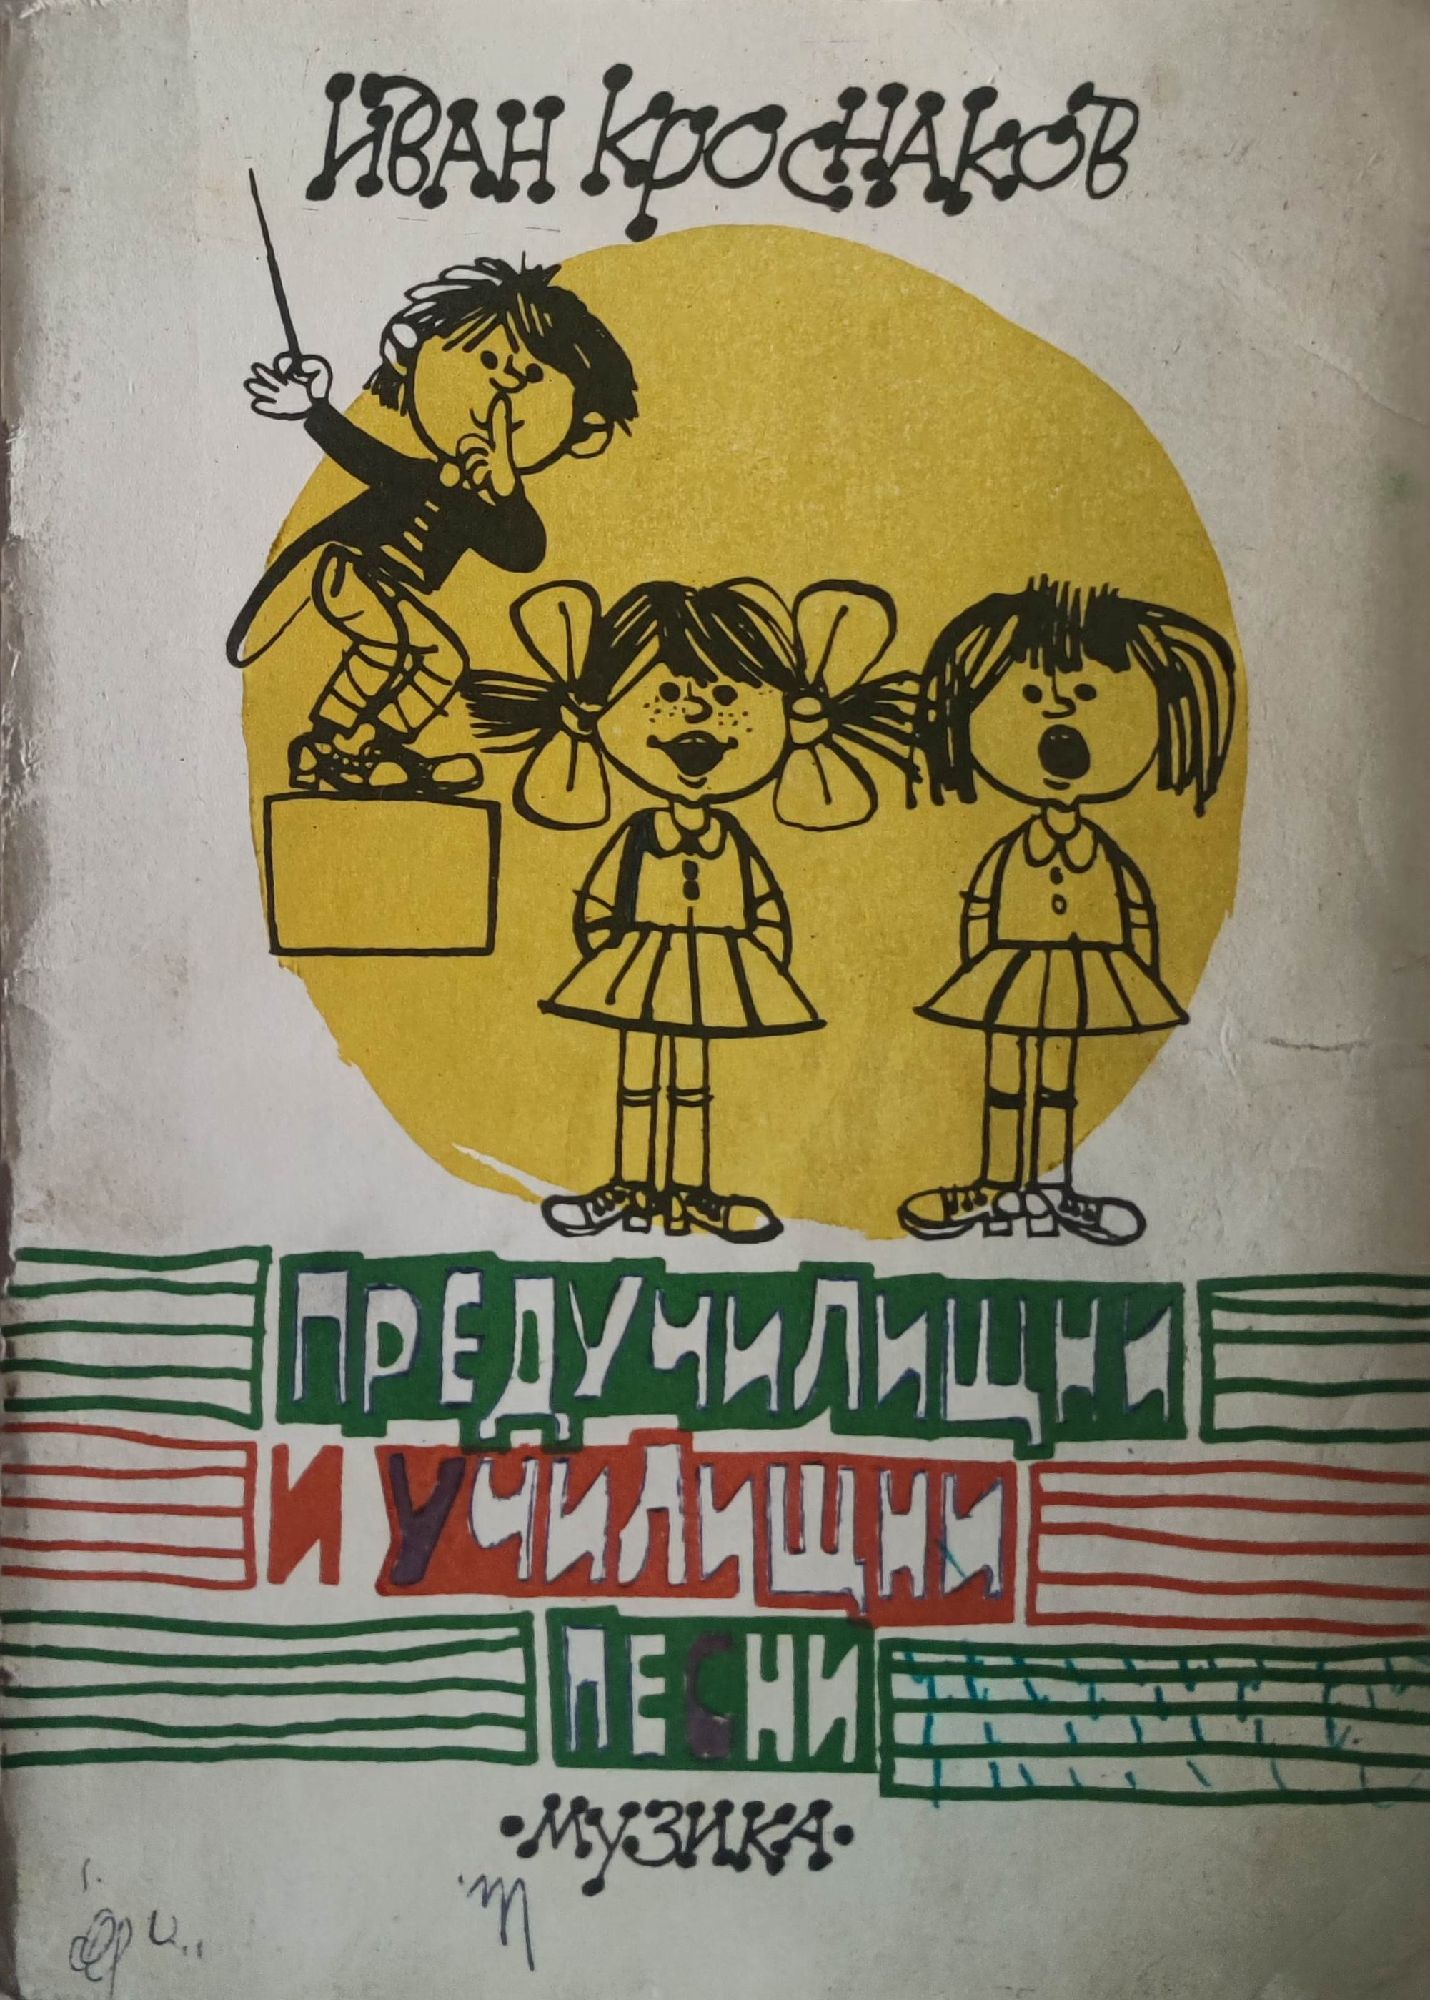 Иван Кроснаков
ПРЕДУЧИЛИЩНИ
И УЧИЛИЩНИ
ПЕСНИ
•МУЗИКА•